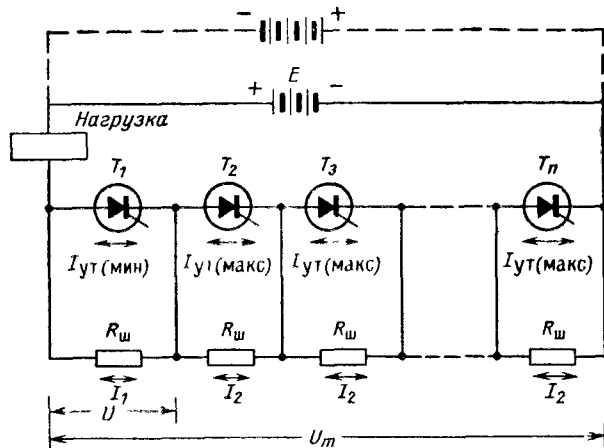 - +
+ E -
Нагрузка
T₁ T₂ T₃ Tп
Iут(мин) Iут(макс) Iут(макс) Iут(макс)
Rш Rш Rш Rш
I₁ I₂ I₂ I₂
U
Um